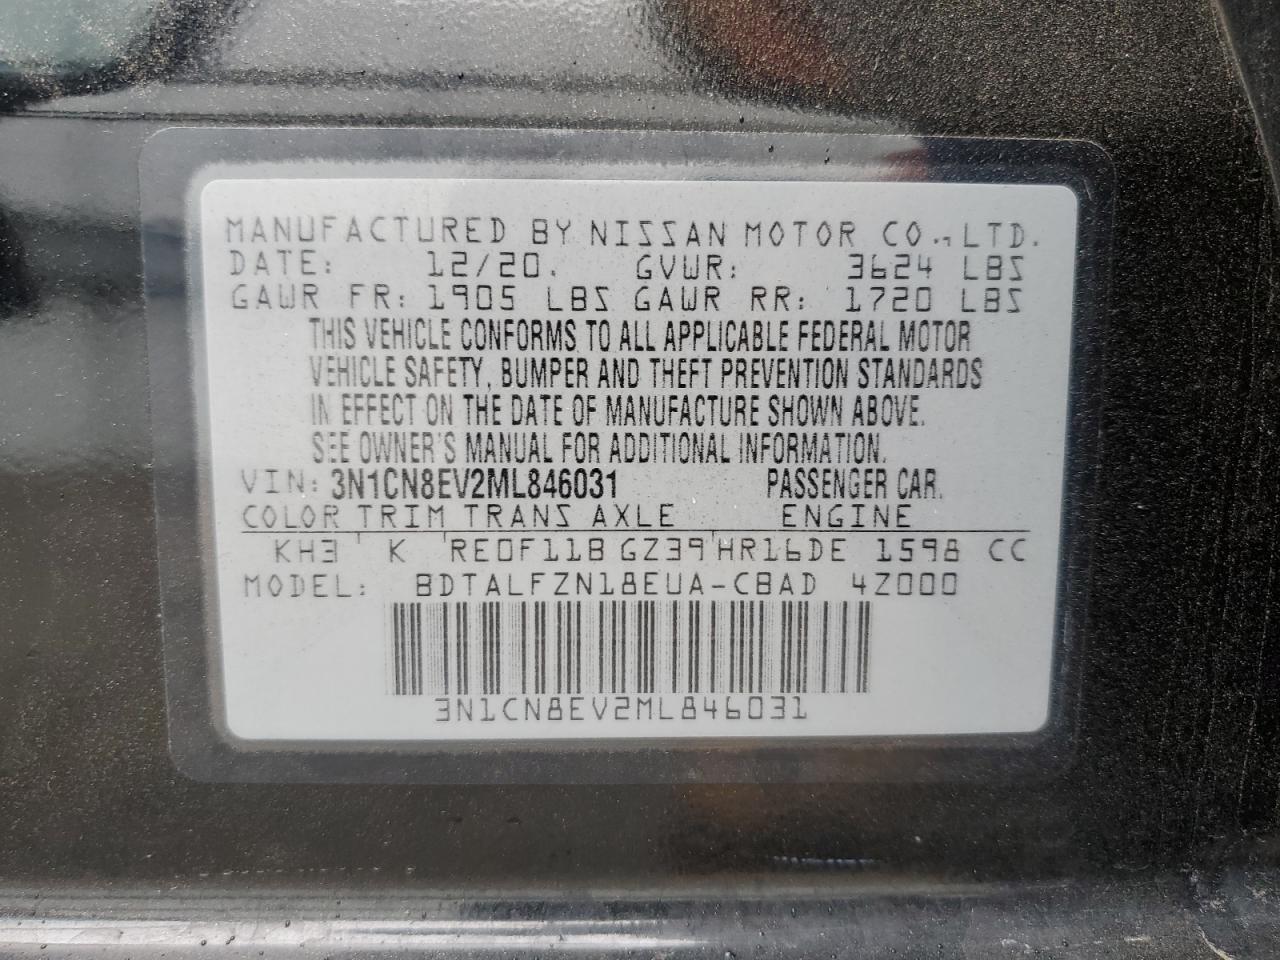 MANUFACTURED BY NISSAN MOTOR CO., LTD.
DATE: 12/20. GVWR: 3624 LBS
GAWR FR: 1905 LBS GAWR RR: 1720 LBS
THIS VEHICLE CONFORMS TO ALL APPLICABLE FEDERAL MOTOR
VEHICLE SAFETY, BUMPER AND THEFT PREVENTION STANDARDS
IN EFFECT ON THE DATE OF MANUFACTURE SHOWN ABOVE.
SEE OWNER'S MANUAL FOR ADDITIONAL INFORMATION.
VIN: 3N1CN8EV2ML846031 PASSENGER CAR.
COLOR TRIM TRANS AXLE ENGINE
KH3 K RE0F11B GZ39 HR16DE 1598 CC
MODEL: BDTALFZN18EUA-CBAD 4Z000
3N1CN8EV2ML846031